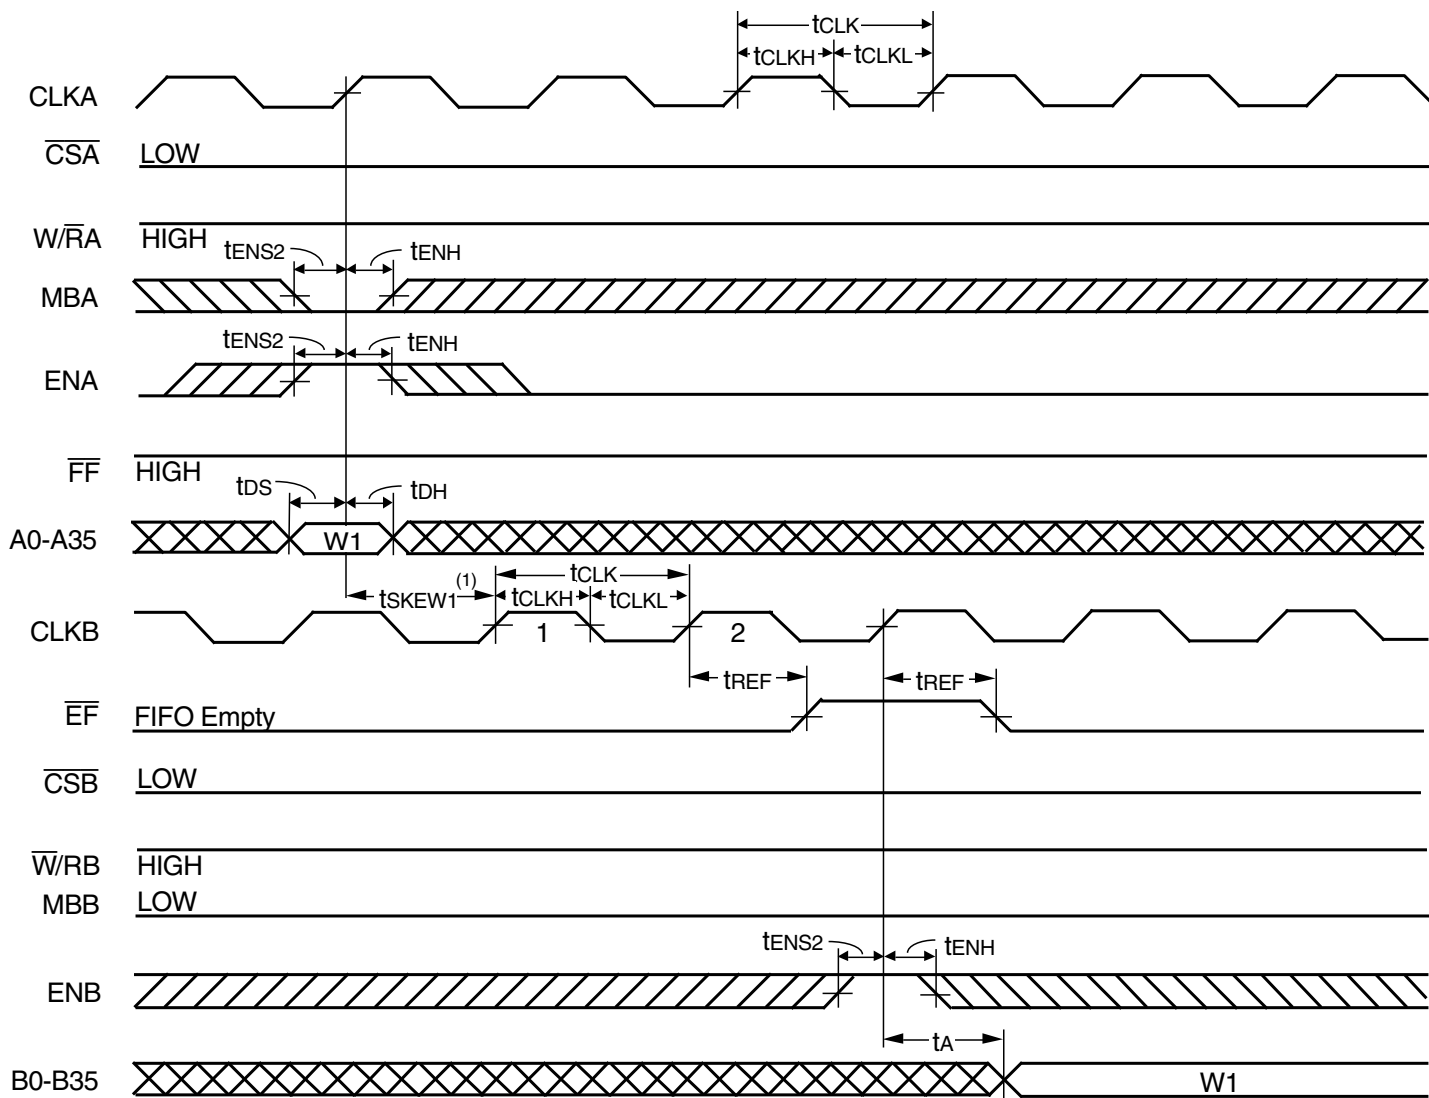 tCLK
tCLKH tCLKL
CLKA
CSA LOW
W/RA HIGH
tENS2 tENH
MBA
tENS2 tENH
ENA
FF HIGH
tDS tDH
A0-A35 W1
tCLK
tSKEW1(1) tCLKH tCLKL
CLKB 1 2
tREF tREF
EF FIFO Empty
CSB LOW
W/RB HIGH
MBB LOW
tENS2 tENH
ENB
tA
B0-B35 W1